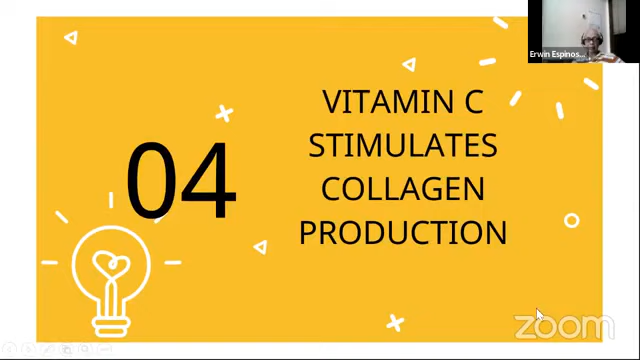 Erwin Espinos...
04
VITAMIN C
STIMULATES
COLLAGEN
PRODUCTION
zoom